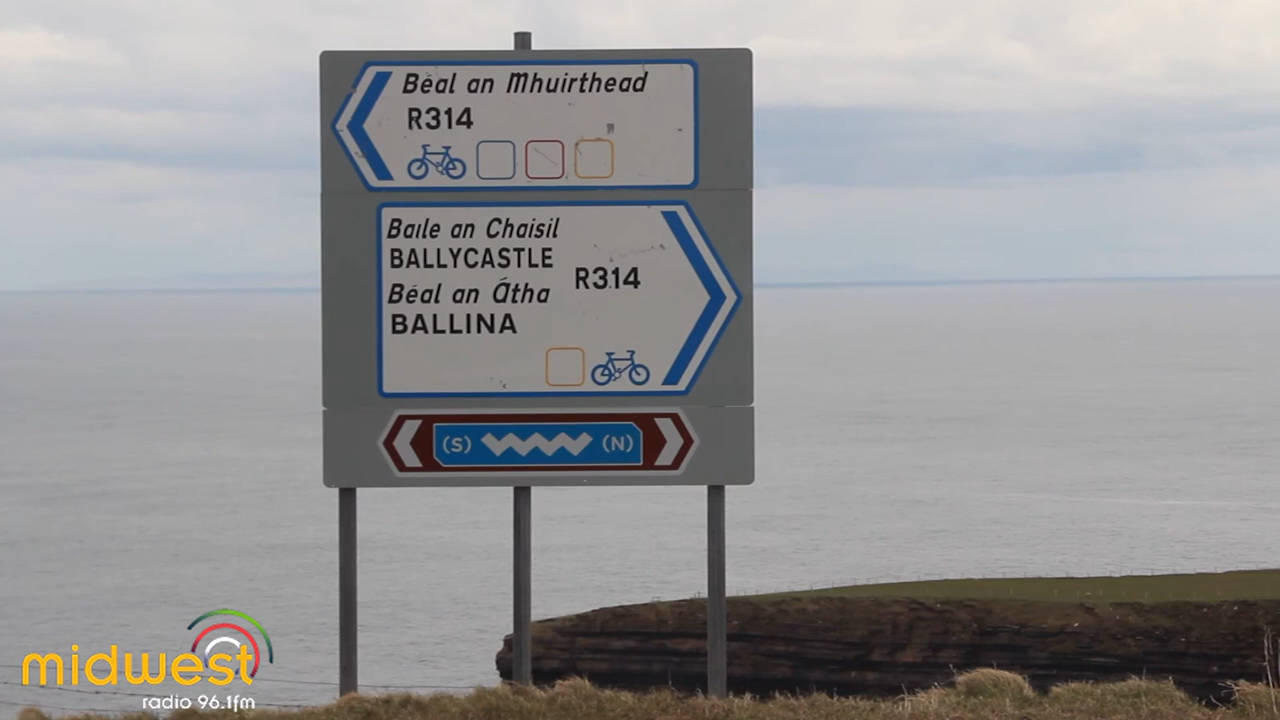 Béal an Mhuirthead
R314
Baile an Chaisil
BALLYCASTLE
R314
Béal an Átha
BALLINA
(S) (N)
midwest
radio 96.1fm